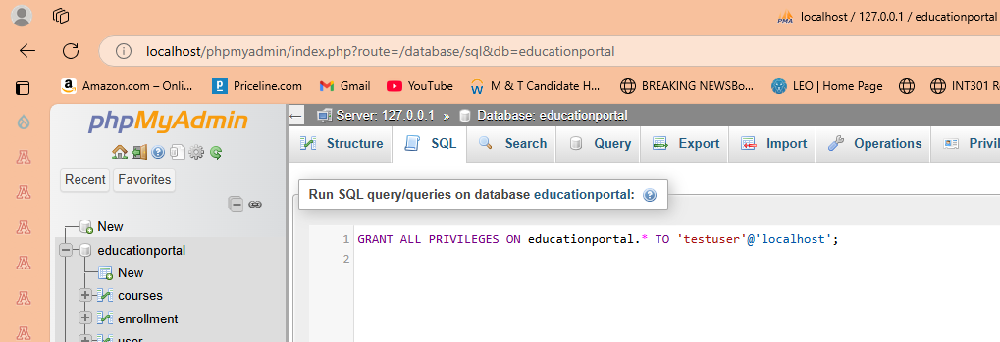 PMA localhost / 127.0.0.1 / educationportal
localhost/phpmyadmin/index.php?route=/database/sql&db=educationportal
Amazon.com – Onli... Priceline.com Gmail YouTube M & T Candidate H... BREAKING NEWSBo... LEO | Home Page INT301 R
phpMyAdmin
Recent Favorites
New
educationportal
New
courses
enrollment
user
Server: 127.0.0.1 » Database: educationportal
Structure SQL Search Query Export Import Operations Privil
Run SQL query/queries on database educationportal:
1 GRANT ALL PRIVILEGES ON educationportal.* TO 'testuser'@'localhost';
2